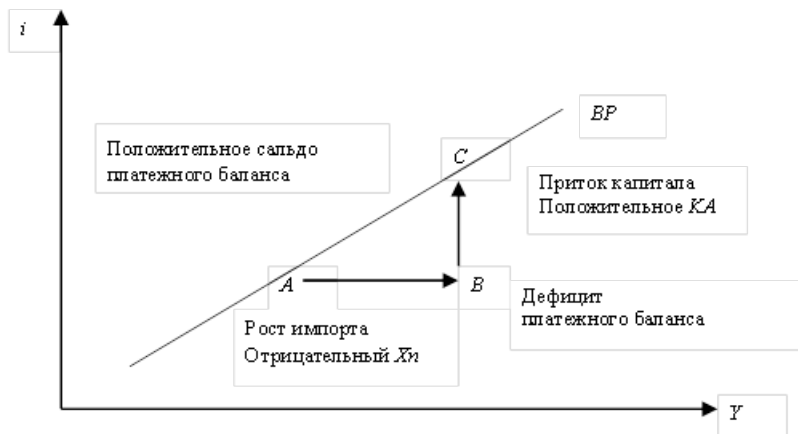 i
BP
Положительное сальдо
платежного баланса
C
Приток капитала
Положительное KA
A
B
Дефицит
платежного баланса
Рост импорта
Отрицательный Xn
Y